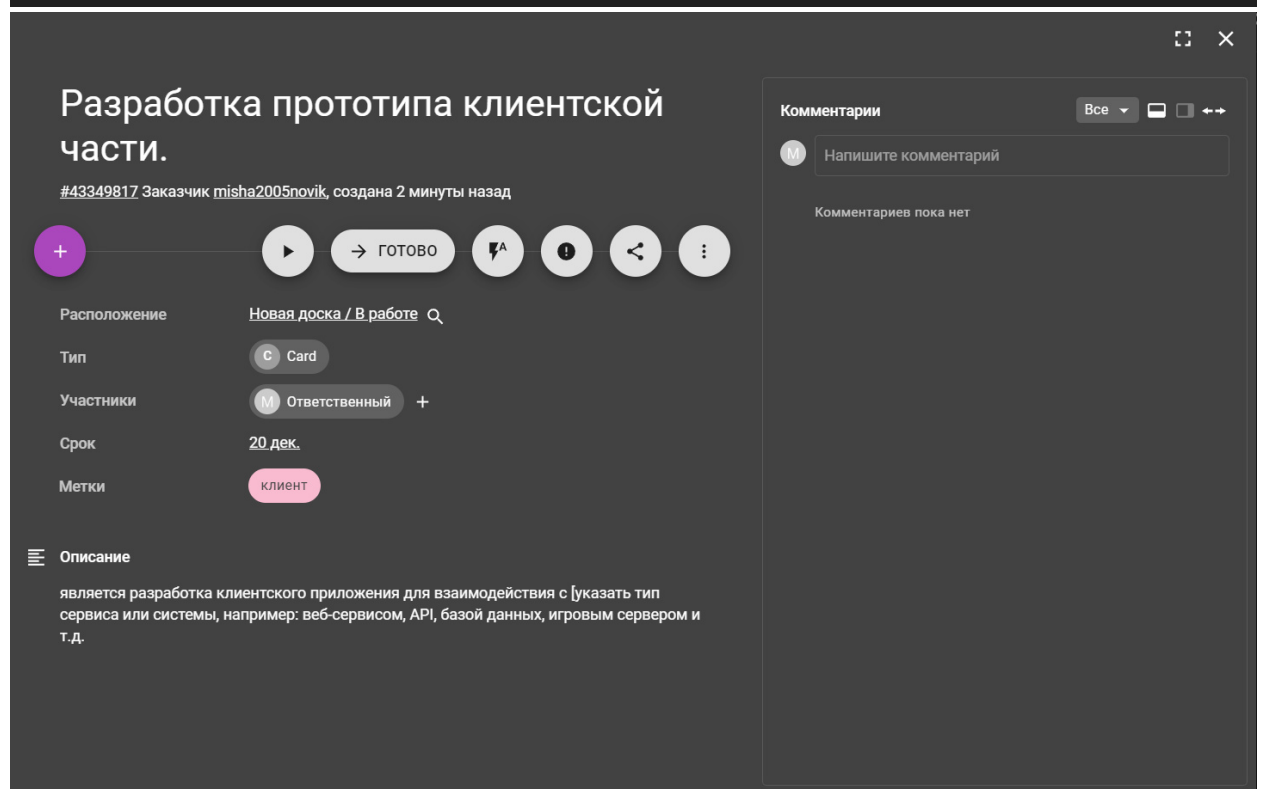 Разработка прототипа клиентской
части.
#43349817 Заказчик misha2005novik, создана 2 минуты назад
ГОТОВО
A
Расположение
Новая доска / В работе
Тип
C Card
Участники
M Ответственный
Срок
20 дек.
Метки
клиент
Описание
является разработка клиентского приложения для взаимодействия с [указать тип
сервиса или системы, например: веб-сервисом, API, базой данных, игровым сервером и
т.д.
Комментарии
Все
M
Напишите комментарий
Комментариев пока нет